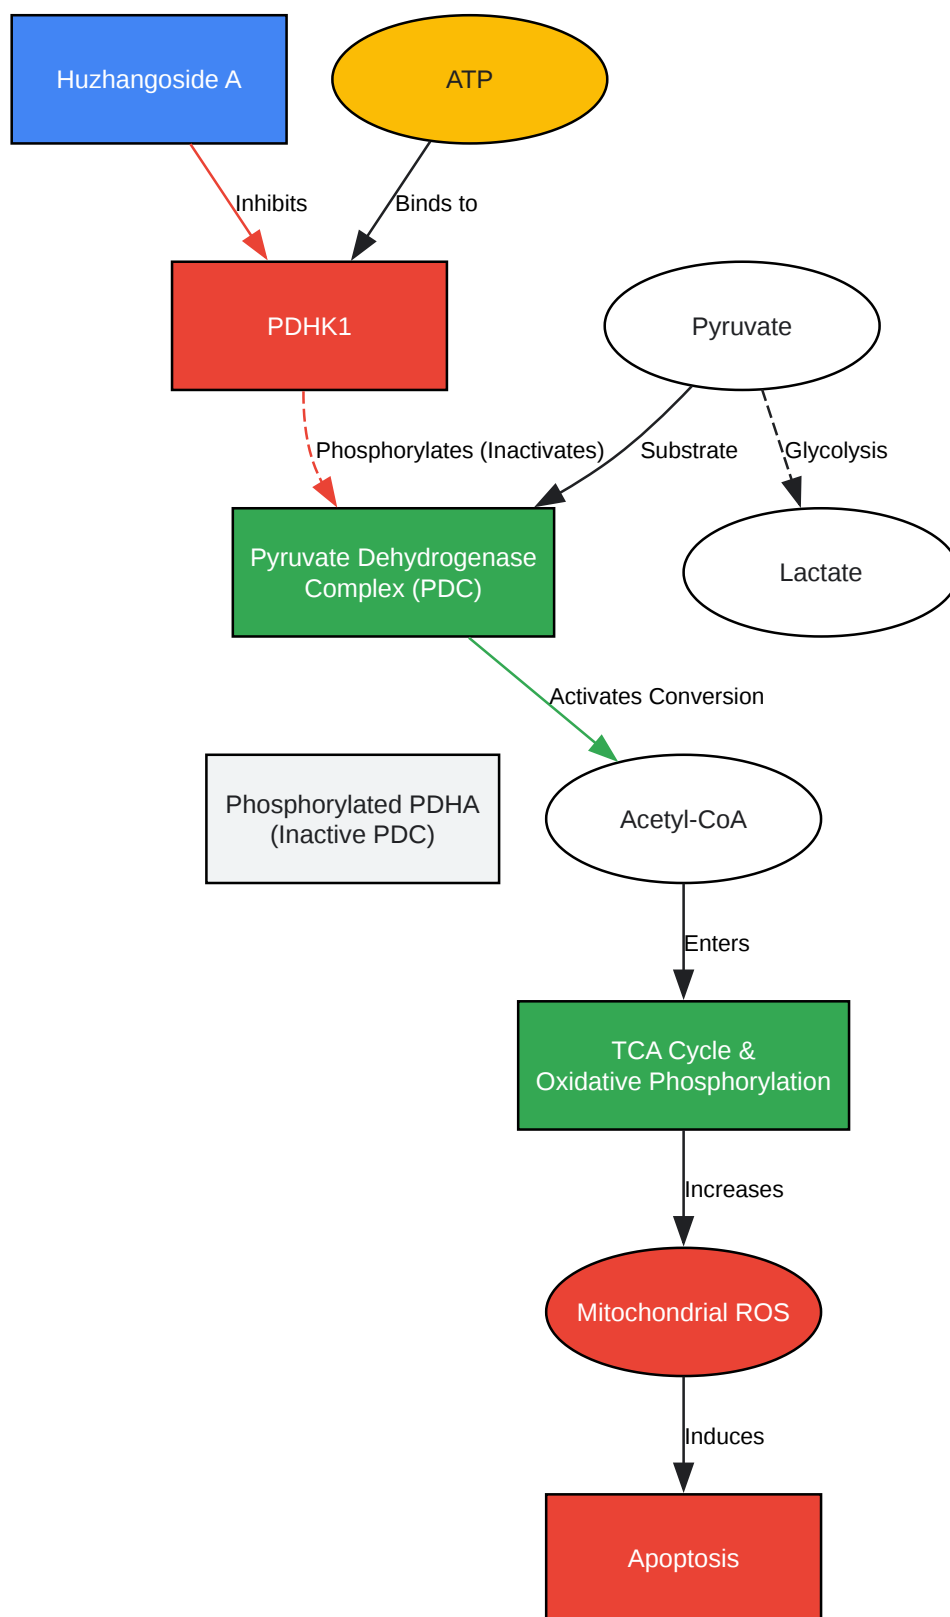 Huzhangoside A
ATP
Inhibits
Binds to
PDHK1
Pyruvate
Phosphorylates (Inactivates)
Substrate
Glycolysis
Pyruvate Dehydrogenase
Complex (PDC)
Lactate
Activates Conversion
Phosphorylated PDHA
(Inactive PDC)
Acetyl-CoA
Enters
TCA Cycle &
Oxidative Phosphorylation
Increases
Mitochondrial ROS
Induces
Apoptosis